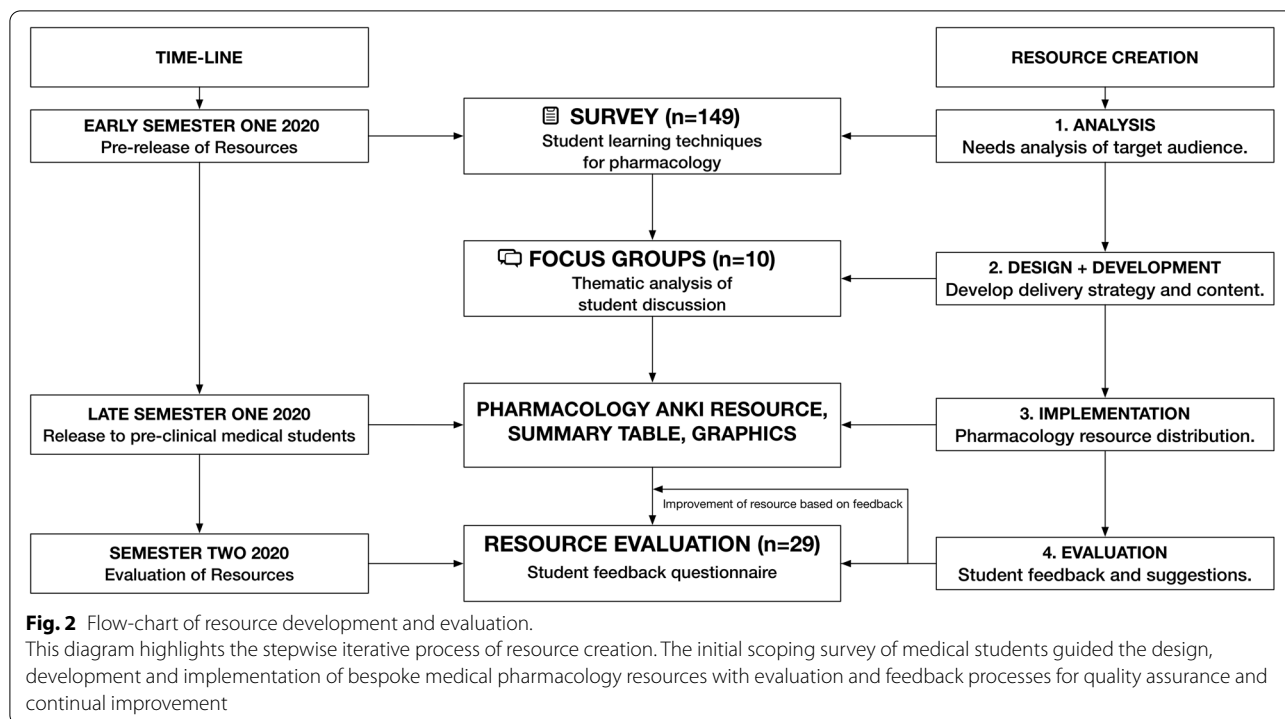 TIME-LINE
RESOURCE CREATION
EARLY SEMESTER ONE 2020
Pre-release of Resources
SURVEY (n=149)
Student learning techniques
for pharmacology
1. ANALYSIS
Needs analysis of target audience.
FOCUS GROUPS (n=10)
Thematic analysis of
student discussion
2. DESIGN + DEVELOPMENT
Develop delivery strategy and content.
LATE SEMESTER ONE 2020
Release to pre-clinical medical students
PHARMACOLOGY ANKI RESOURCE,
SUMMARY TABLE, GRAPHICS
3. IMPLEMENTATION
Pharmacology resource distribution.
Improvement of resource based on feedback
SEMESTER TWO 2020
Evaluation of Resources
RESOURCE EVALUATION (n=29)
Student feedback questionnaire
4. EVALUATION
Student feedback and suggestions.
Fig. 2 Flow-chart of resource development and evaluation.
This diagram highlights the stepwise iterative process of resource creation. The initial scoping survey of medical students guided the design,
development and implementation of bespoke medical pharmacology resources with evaluation and feedback processes for quality assurance and
continual improvement